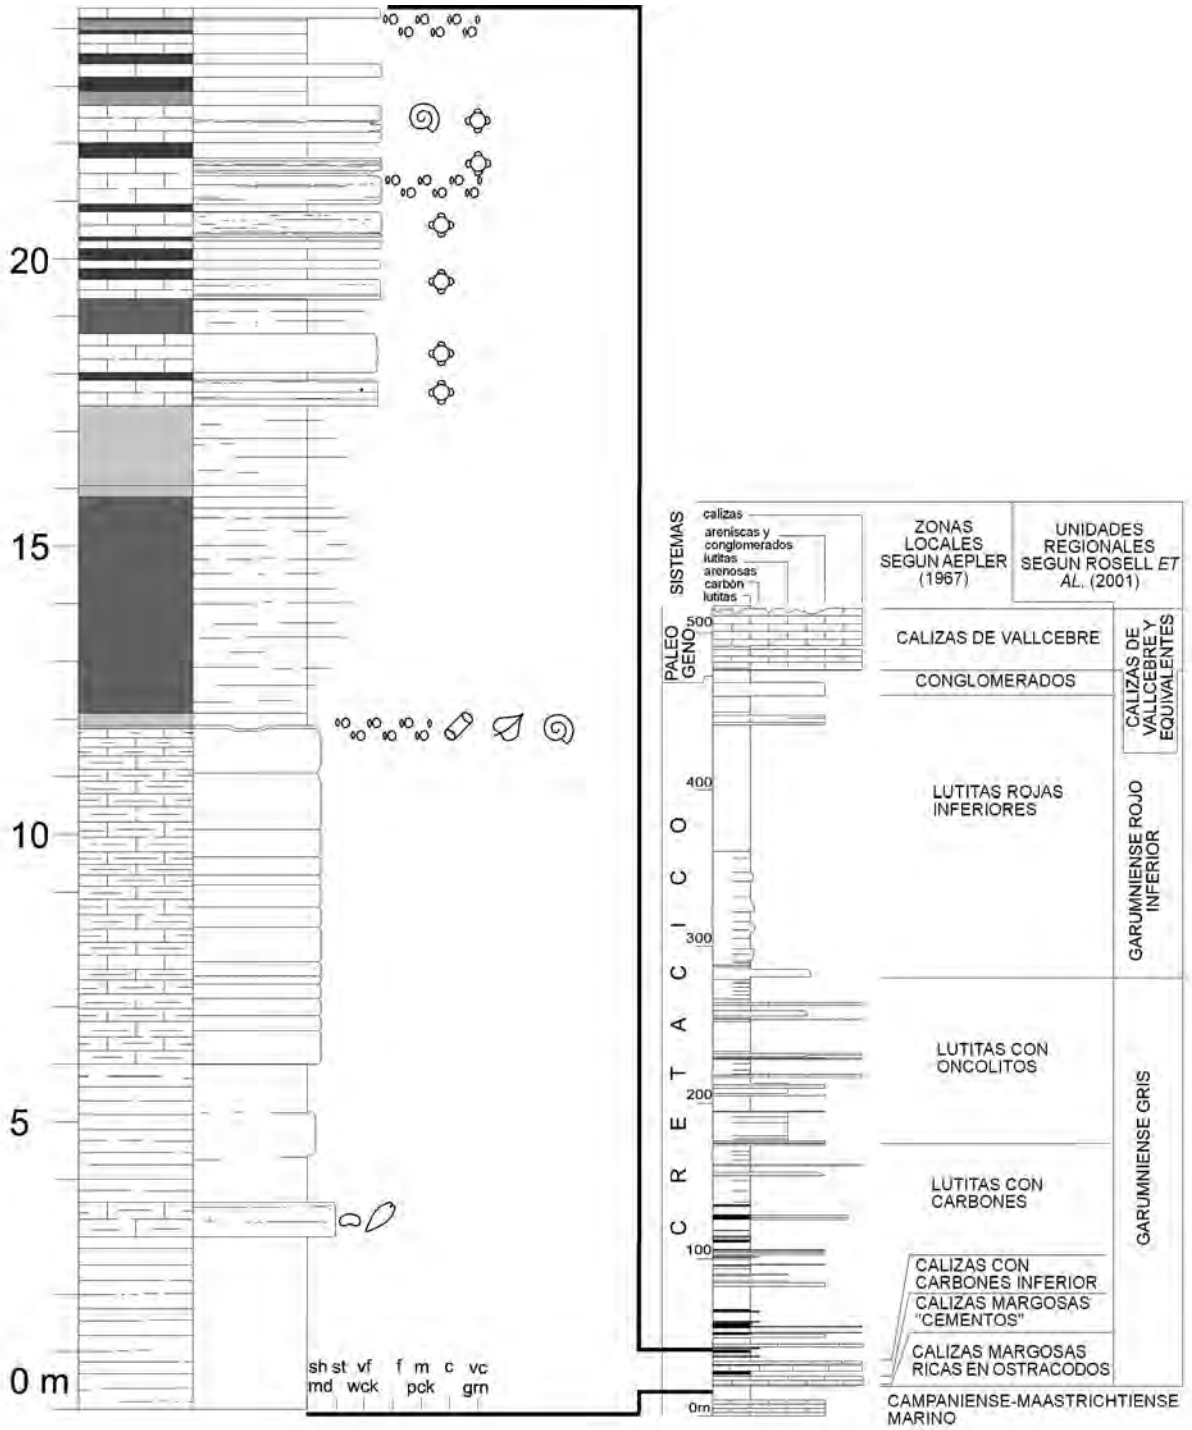 20
15
10
5
0 m
sh st vf f m c vc
md wck pck grn
SISTEMAS
calizas
areniscas y
conglomerados
lutitas
arenosas
carbón
lutitas
ZONAS
LOCALES
SEGUN AEPLER
(1967)
UNIDADES
REGIONALES
SEGUN ROSELL ET
AL. (2001)
PALEO
GENO
CRETACICO
500
400
300
200
100
0m
CALIZAS DE VALLCEBRE
CONGLOMERADOS
LUTITAS ROJAS
INFERIORES
LUTITAS CON
ONCOLITOS
LUTITAS CON
CARBONES
CALIZAS CON
CARBONES INFERIOR
CALIZAS MARGOSAS
"CEMENTOS"
CALIZAS MARGOSAS
RICAS EN OSTRACODOS
CAMPANIENSE-MAASTRICHTIENSE
MARINO
CALIZAS DE
VALLCEBRE Y
EQUIVALENTES
GARUMNIENSE ROJO
INFERIOR
GARUMNIENSE GRIS